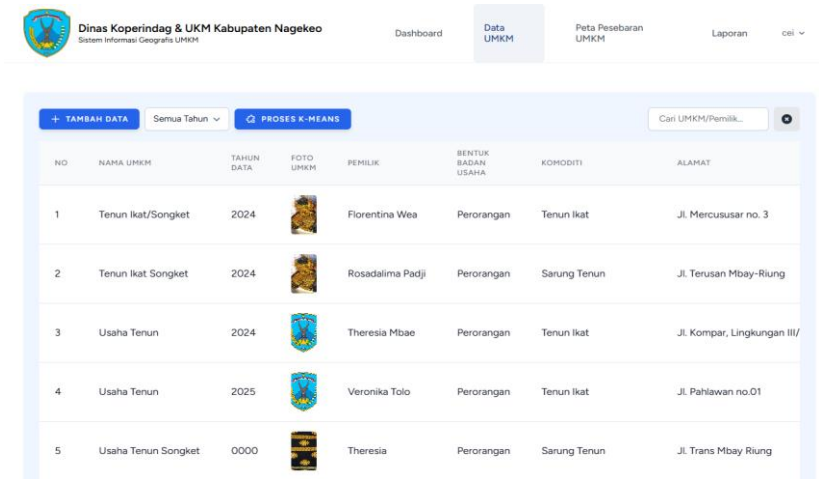 Dinas Koperindag & UKM Kabupaten Nagekeo
Sistem Informasi Geografis UMKM
Dashboard
Data
UMKM
Peta Pesebaran
UMKM
Laporan
cei
+ TAMBAH DATA
Semua Tahun
PROSES K-MEANS
Cari UMKM/Pemilik...
NO NAMA UMKM TAHUN DATA FOTO UMKM PEMILIK BENTUK BADAN USAHA KOMODITI ALAMAT
1 Tenun Ikat/Songket 2024 Florentina Wea Perorangan Tenun Ikat Jl. Mercususar no. 3
2 Tenun Ikat Songket 2024 Rosadalima Padji Perorangan Sarung Tenun Jl. Terusan Mbay-Riung
3 Usaha Tenun 2024 Theresia Mbae Perorangan Tenun Ikat Jl. Kompar, Lingkungan III/
4 Usaha Tenun 2025 Veronika Tolo Perorangan Tenun Ikat Jl. Pahlawan no.01
5 Usaha Tenun Songket 0000 Theresia Perorangan Sarung Tenun Jl. Trans Mbay Riung